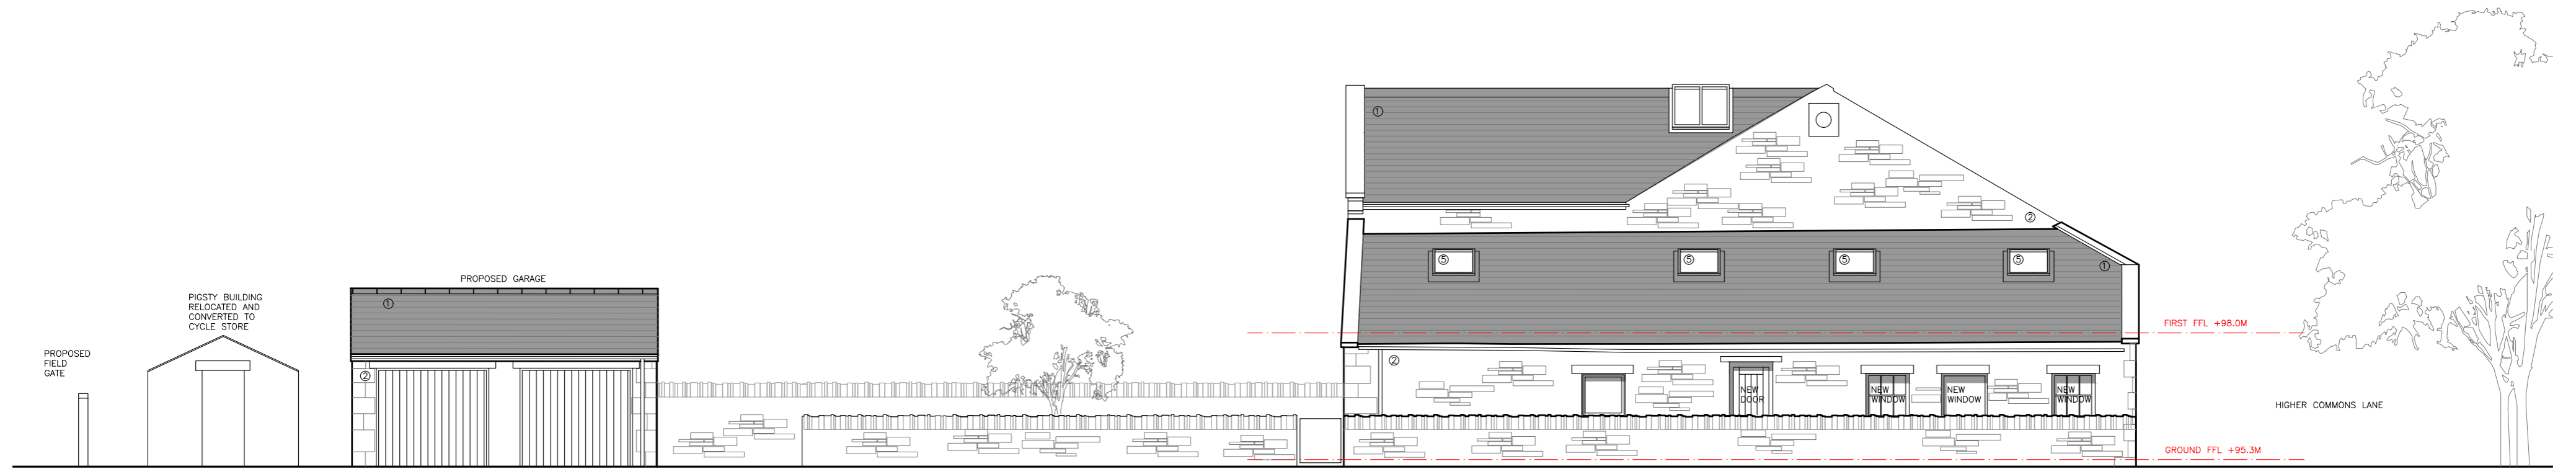 PROPOSED
FIELD
GATE
PIGSTY BUILDING
RELOCATED AND
CONVERTED TO
CYCLE STORE
PROPOSED GARAGE
1
2
1
2
5
5
5
5
1
2
FIRST FFL +98.0M
NEW
DOOR
NEW
WINDOW
NEW
WINDOW
NEW
WINDOW
HIGHER COMMONS LANE
GROUND FFL +95.3M